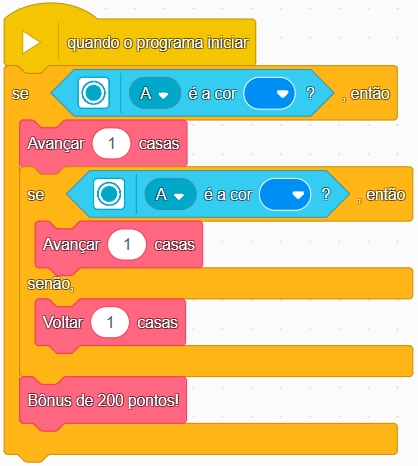 quando o programa iniciar
se A é a cor ? , então
Avançar 1 casas
se A é a cor ? , então
Avançar 1 casas
senão,
Voltar 1 casas
Bônus de 200 pontos!